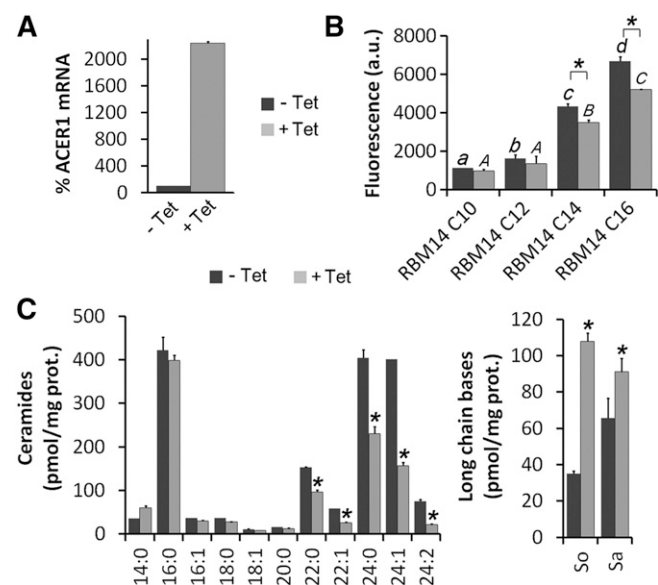 A
% ACER1 mRNA
2000
1600
1200
800
400
0
- Tet
+ Tet
- Tet
+ Tet
B
Fluorescence (a.u.)
8000
6000
4000
2000
0
a A
b A
c B
*
d C
*
RBM14 C10
RBM14 C12
RBM14 C14
RBM14 C16
- Tet
+ Tet
C
Ceramides
(pmol/mg prot.)
500
400
300
200
100
0
* * * * *
14:0
16:0
16:1
18:0
18:1
20:0
22:0
22:1
24:0
24:1
24:2
Long chain bases
(pmol/mg prot.)
120
100
80
60
40
20
0
* *
So
Sa